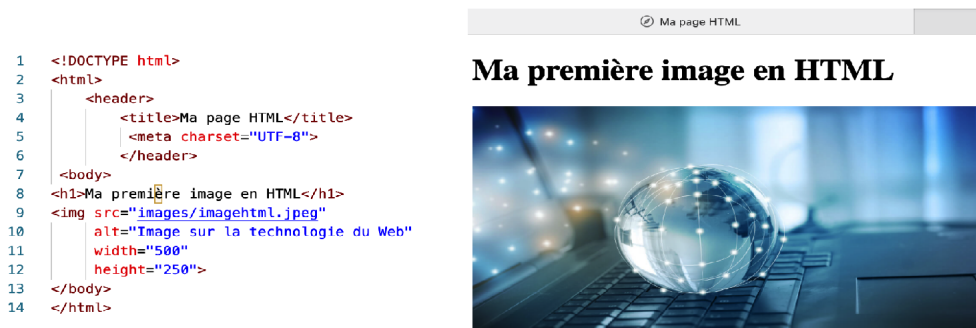 1 <!DOCTYPE html>
2 <html>
3 <header>
4 <title>Ma page HTML</title>
5 <meta charset="UTF-8">
6 </header>
7 <body>
8 <h1>Ma première image en HTML</h1>
9 <img src="images/imagehtml.jpeg"
10 alt="Image sur la technologie du Web"
11 width="500"
12 height="250">
13 </body>
14 </html>
Ma page HTML
Ma première image en HTML